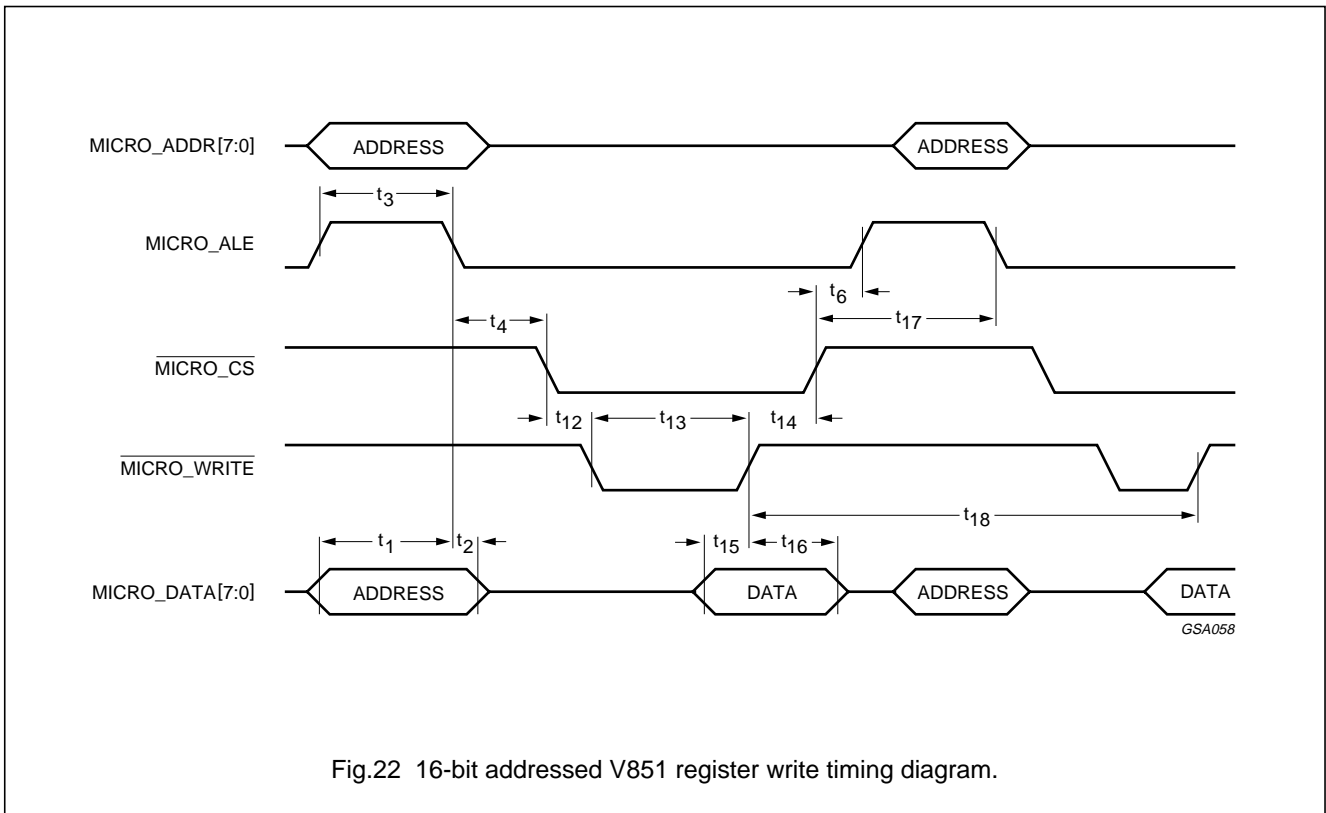 MICRO_ADDR[7:0] ADDRESS ADDRESS
t3
MICRO_ALE
t6
t4 t17
MICRO_CS
t12 t13 t14
MICRO_WRITE
t18
t1 t2 t15 t16
MICRO_DATA[7:0] ADDRESS DATA ADDRESS DATA
GSA058
Fig.22 16-bit addressed V851 register write timing diagram.